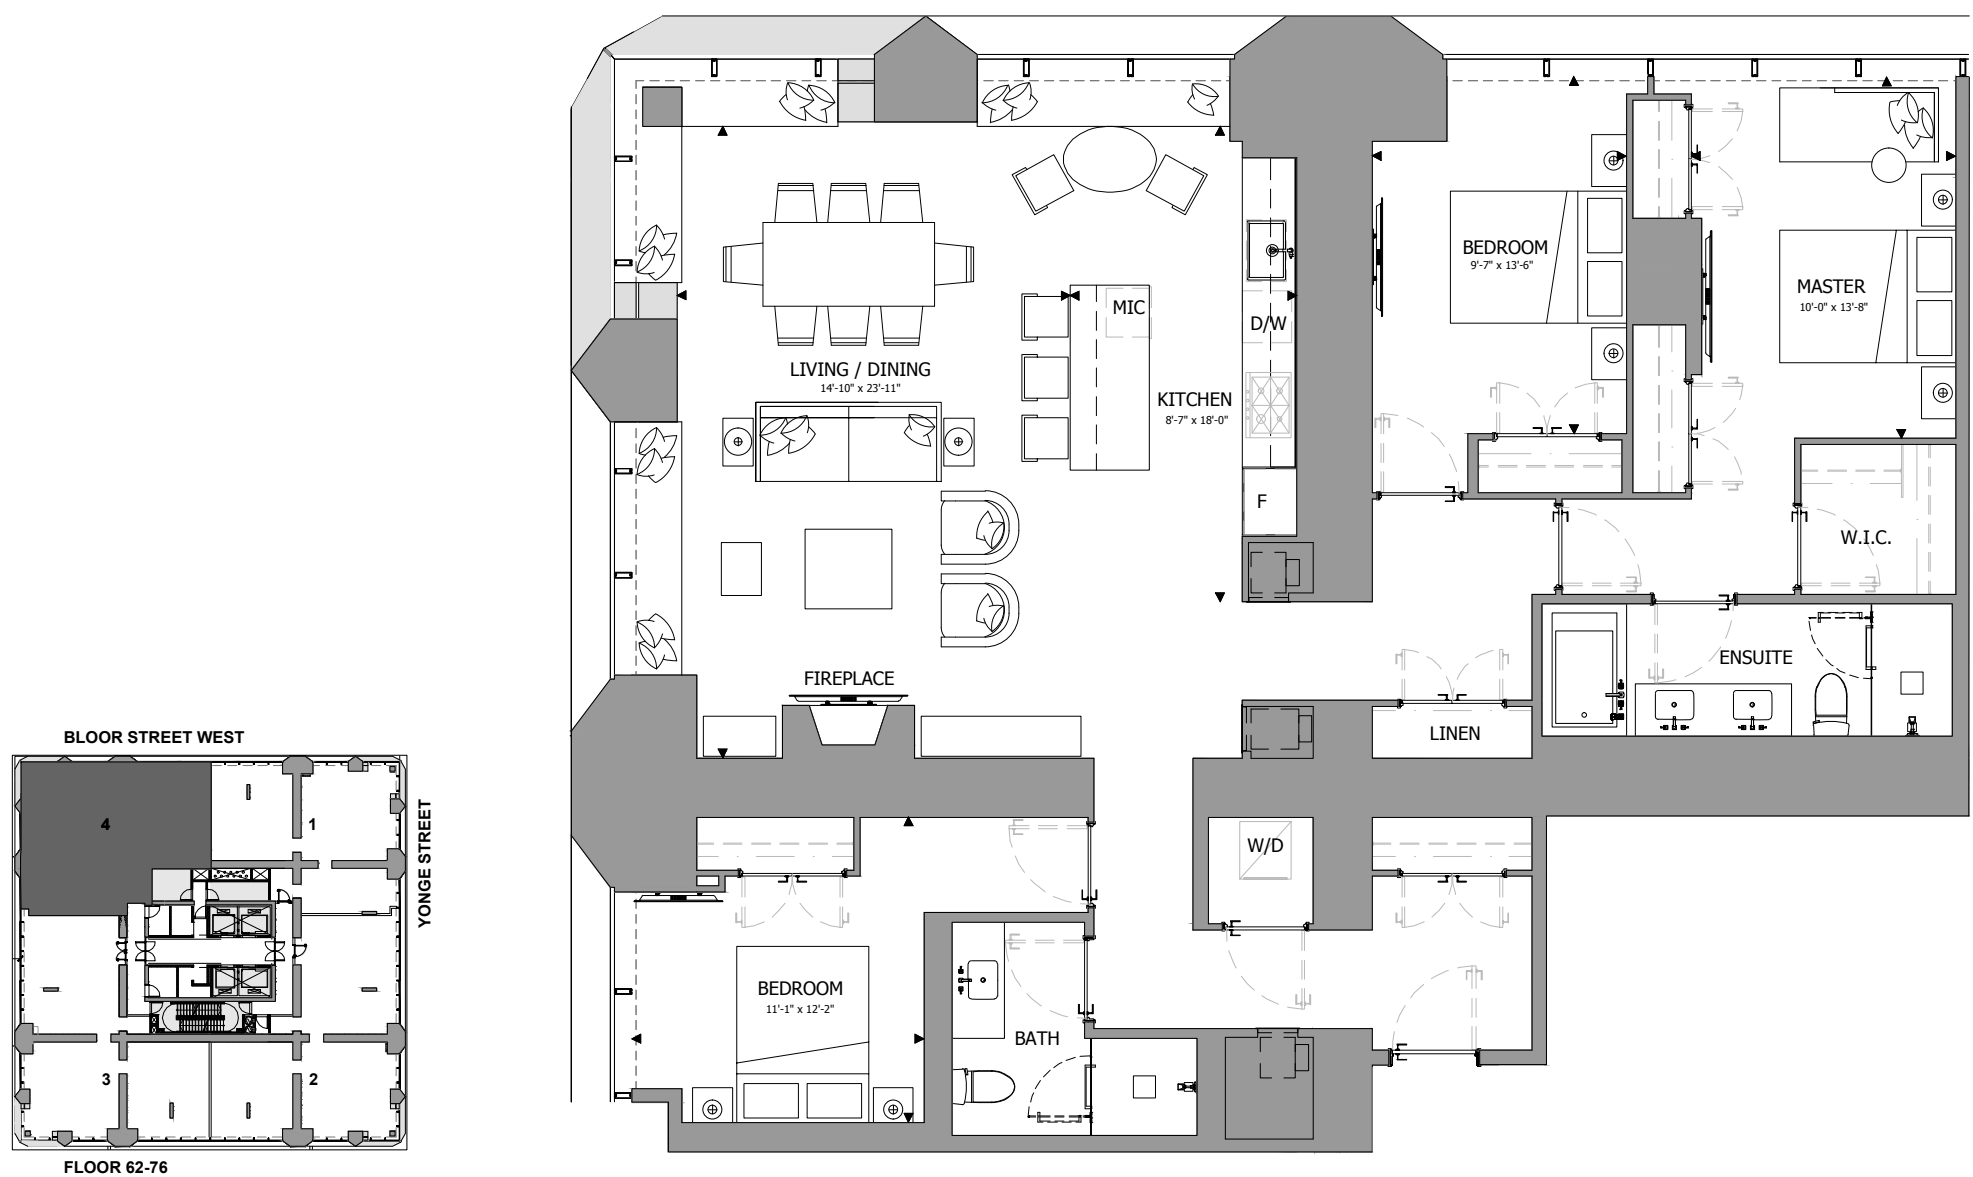 MIC
D/W
BEDROOM
9'-7" x 13'-6"
MASTER
10'-0" x 13'-8"
LIVING / DINING
14'-10" x 23'-11"
KITCHEN
8'-7" x 18'-0"
F
W.I.C.
ENSUITE
FIREPLACE
LINEN
W/D
BEDROOM
11'-1" x 12'-2"
BATH
BLOOR STREET WEST
4
1
YONGE STREET
3
2
FLOOR 62-76